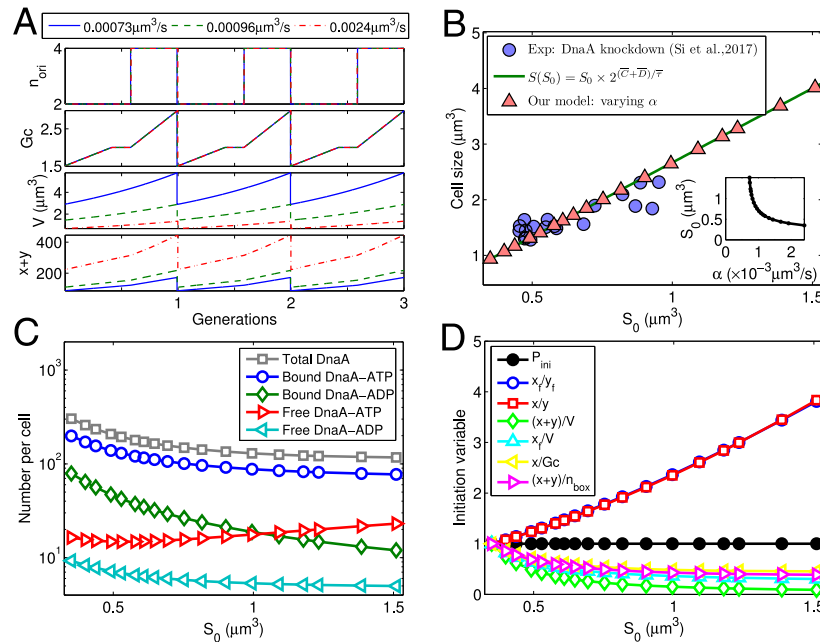 A
0.00073μm³/s 0.00096μm³/s 0.0024μm³/s
4
3
2
n_ori
2.5
1.5
Gc
4
2
V (μm³)
400
200
x+y
1 2 3
Generations
B
Exp: DnaA knockdown (Si et al.,2017)
S(S₀) = S₀ × 2^{(C̅+D̅)/τ̅}
Our model: varying α
5
4
3
2
1
0
Cell size (μm³)
0.5 1 1.5
S₀ (μm³)
1.5
0.5
S₀ (μm³)
1 2
α (×10⁻³μm³/s)
C
Total DnaA
Bound DnaA−ATP
Bound DnaA−ADP
Free DnaA−ATP
Free DnaA−ADP
10³
10²
10¹
Number per cell
0.5 1 1.5
S₀ (μm³)
D
P_ini
x_f/y_f
x/y
(x+y)/V
x_f/V
x/Gc
(x+y)/n_box
5
4
3
2
1
0
Initiation variable
0.5 1 1.5
S₀ (μm³)